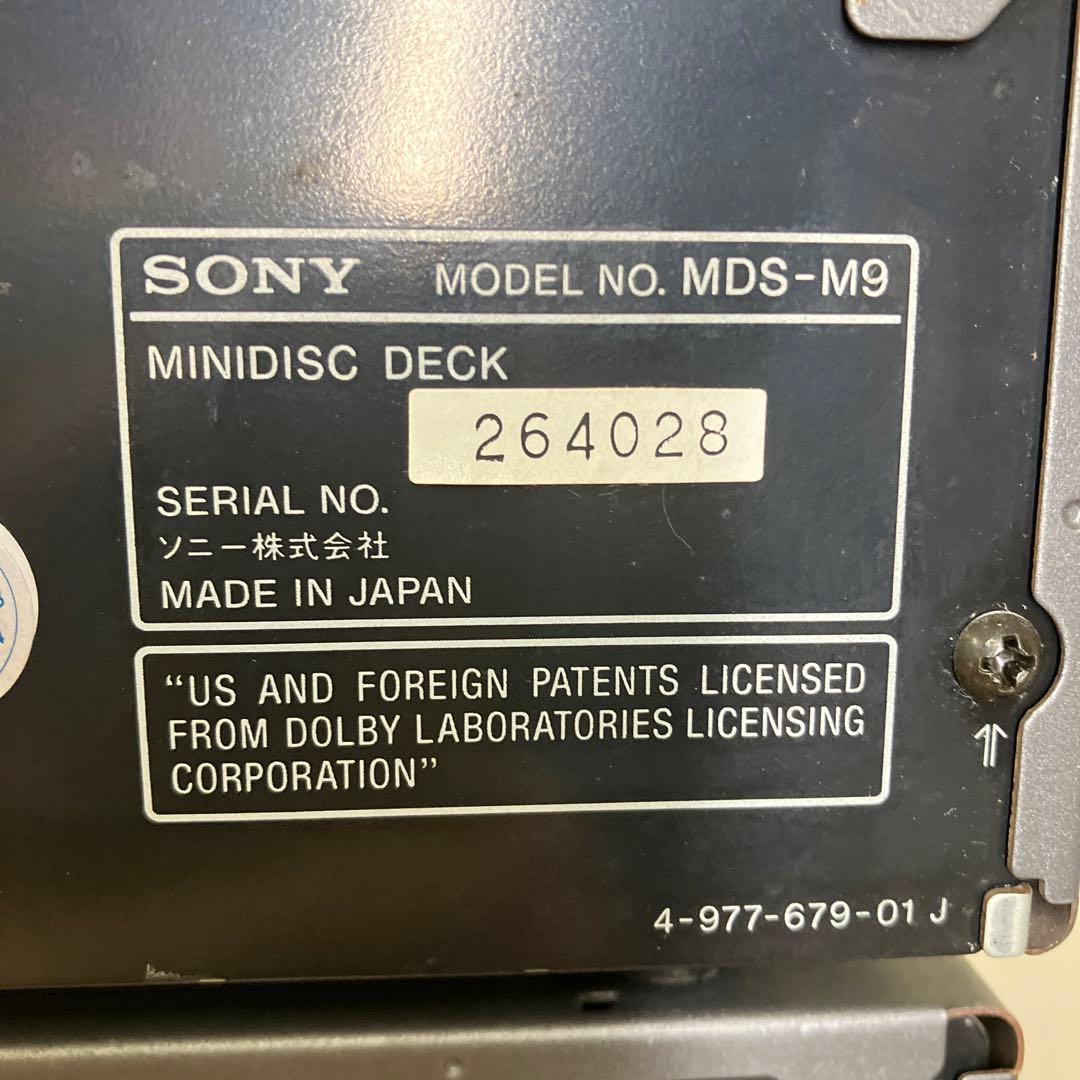 SONY MODEL NO. MDS-M9
MINIDISC DECK
264028
SERIAL NO.
ソニー株式会社
MADE IN JAPAN
“US AND FOREIGN PATENTS LICENSED
FROM DOLBY LABORATORIES LICENSING
CORPORATION”
4-977-679-01 J